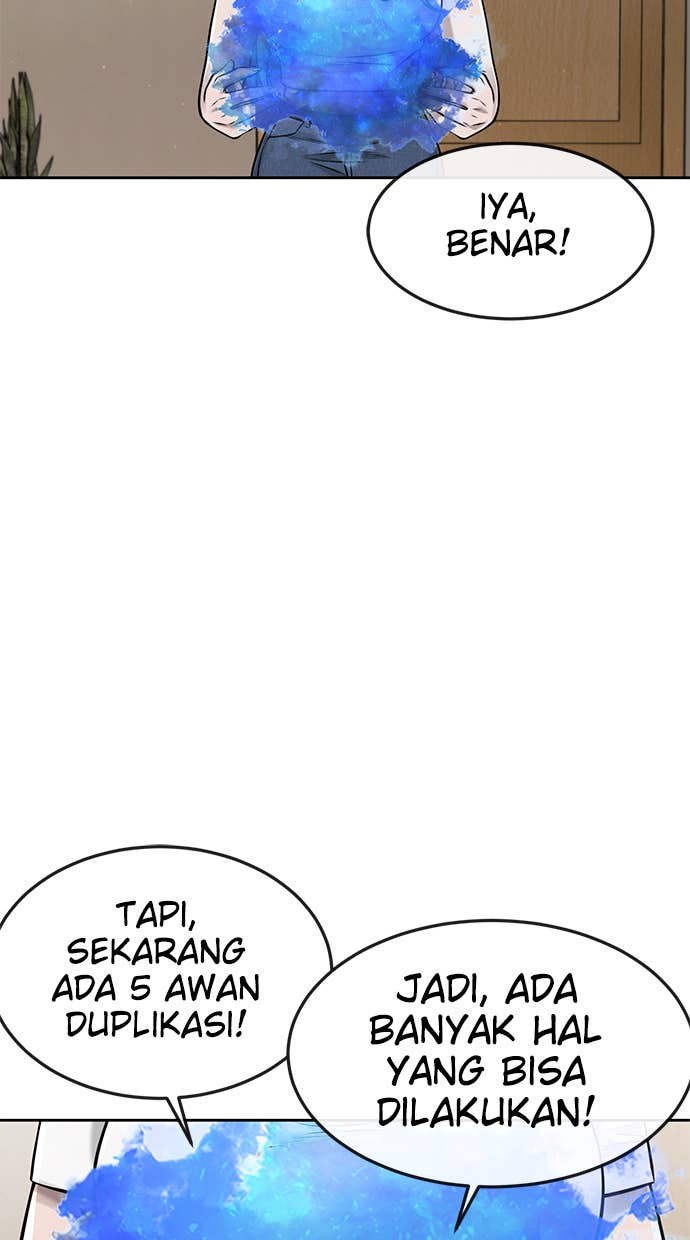 IYA,
BENAR!
TAPI,
SEKARANG
ADA 5 AWAN
DUPLIKASI!
JADI, ADA
BANYAK HAL
YANG BISA
DILAKUKAN!